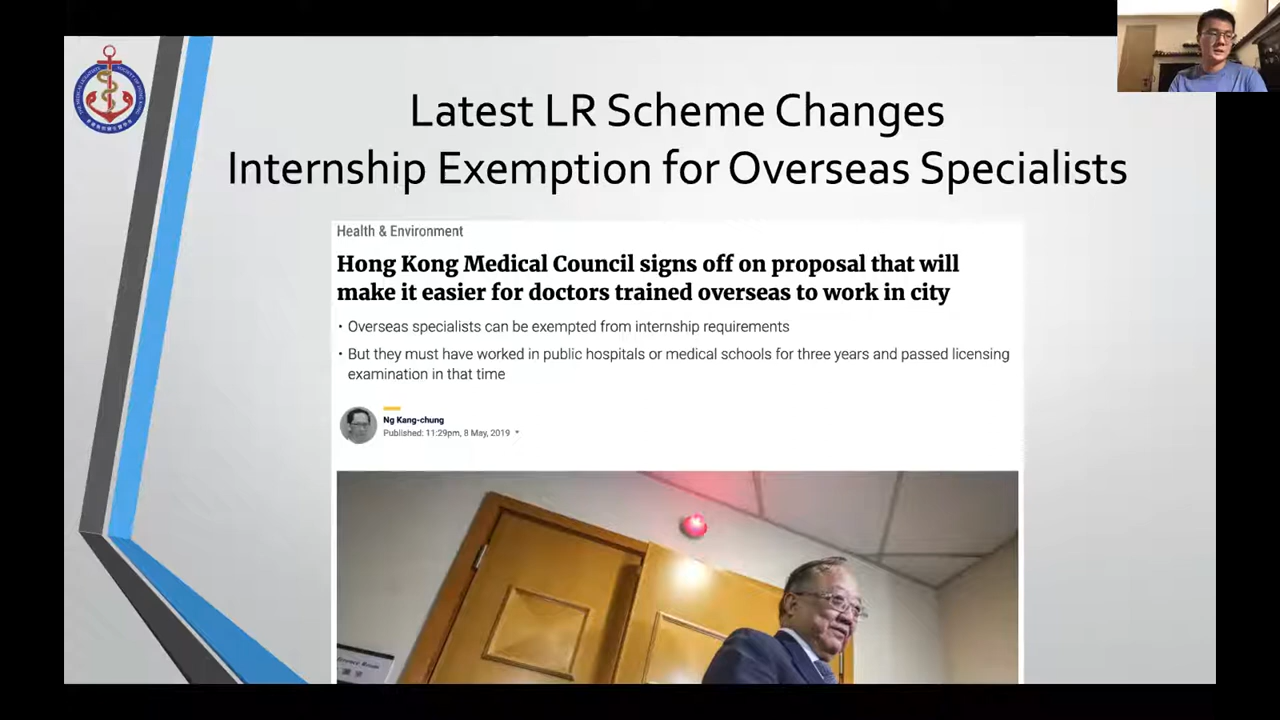 Latest LR Scheme Changes
Internship Exemption for Overseas Specialists
Health & Environment
Hong Kong Medical Council signs off on proposal that will
make it easier for doctors trained overseas to work in city
• Overseas specialists can be exempted from internship requirements
• But they must have worked in public hospitals or medical schools for three years and passed licensing
examination in that time
Ng Kang-chung
Published: 11:29pm, 8 May, 2019